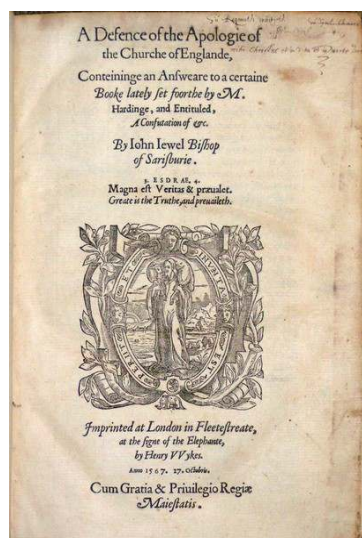 A Defence of the Apologie of
the Churche of Englande,
Conteininge an Answeare to a certaine
Booke lately ſet foorthe by M.
Hardinge, and Entituled,
A Confutation of &c.
By Iohn Iewel Biſhop
of Sariſburie.
3. ESDRAE. 4.
Magna eſt Veritas & præualet.
Greate is the Truthe, and preuaileth.
Imprinted at London in Fleeteſtreate,
at the ſigne of the Elephante,
by Henry VVykes.
Anno 1567. 27. Octobris.
Cum Gratia & Priuilegio Regiæ
Maieſtatis.